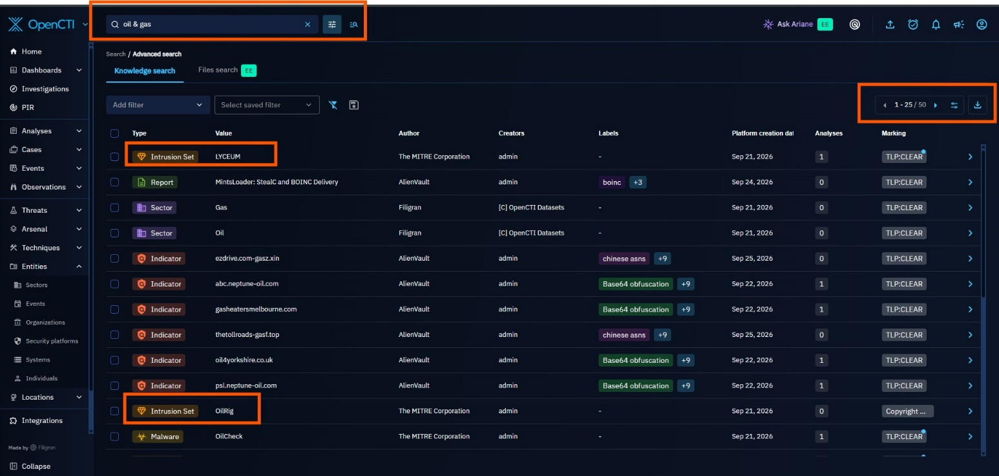 OpenCTI oil & gas Ask Ariane EE
Home
Dashboards
Investigations
PIR
Analyses
Cases
Events
Observations
Threats
Arsenal
Techniques
Entities
Sectors
Events
Organizations
Security platforms
Systems
Individuals
Locations
Integrations
Made by Filigran
Collapse
Search / Advanced search
Knowledge search Files search EE
Add filter Select saved filter 1 - 25 / 50
Type Value Author Creators Labels Platform creation dat Analyses Marking
Intrusion Set LYCEUM The MITRE Corporation admin - Sep 21, 2026 1 TLP:CLEAR
Report MintsLoader: StealC and BOINC Delivery AlienVault admin boinc +3 Sep 24, 2026 0 TLP:CLEAR
Sector Gas Filigran [C] OpenCTI Datasets - Sep 21, 2026 0 TLP:CLEAR
Sector Oil Filigran [C] OpenCTI Datasets - Sep 21, 2026 0 TLP:CLEAR
Indicator ezdrive.com-gasz.xin AlienVault admin chinese asns +9 Sep 25, 2026 0 TLP:CLEAR
Indicator abc.neptune-oil.com AlienVault admin Base64 obfuscation +9 Sep 22, 2026 1 TLP:CLEAR
Indicator gasheatersmelbourne.com AlienVault admin Base64 obfuscation +9 Sep 22, 2026 1 TLP:CLEAR
Indicator thetollroads-gasf.top AlienVault admin chinese asns +9 Sep 25, 2026 0 TLP:CLEAR
Indicator oil4yorkshire.co.uk AlienVault admin Base64 obfuscation +9 Sep 22, 2026 1 TLP:CLEAR
Indicator psl.neptune-oil.com AlienVault admin Base64 obfuscation +9 Sep 22, 2026 1 TLP:CLEAR
Intrusion Set OilRig The MITRE Corporation admin - Sep 21, 2026 0 Copyright ...
Malware OilCheck The MITRE Corporation admin - Sep 21, 2026 1 TLP:CLEAR